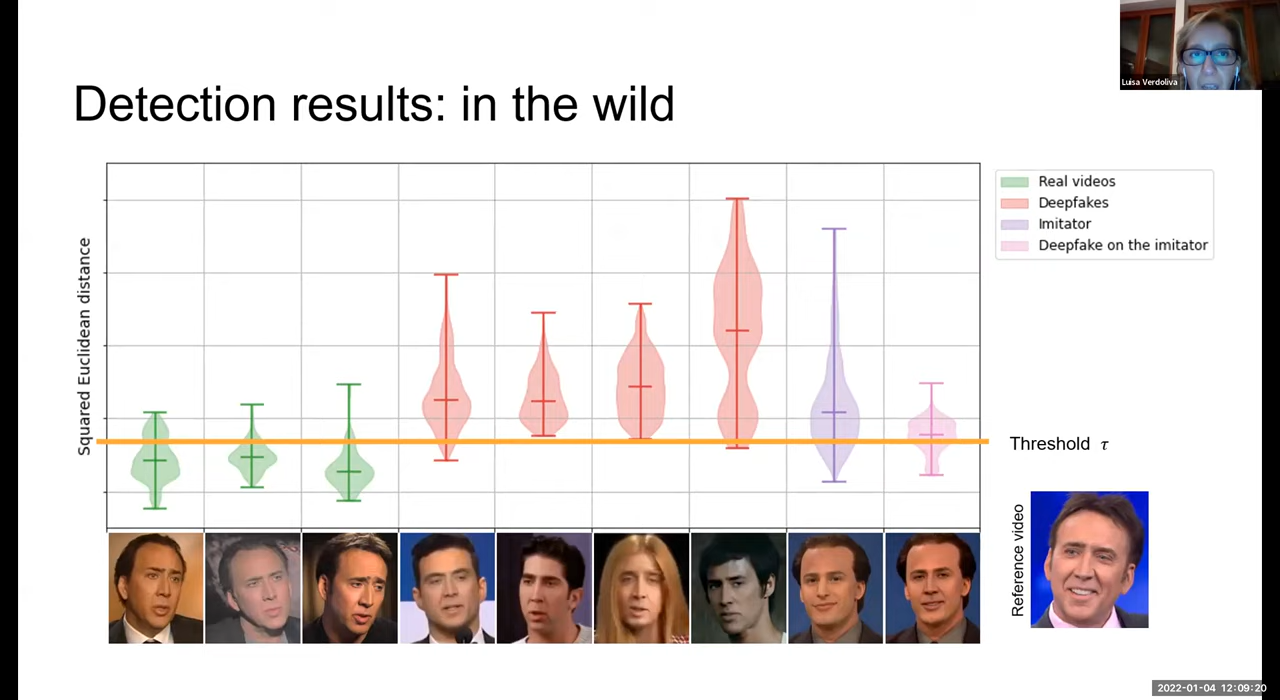 Luisa Verdoliva
Detection results: in the wild
Squared Euclidean distance
Real videos
Deepfakes
Imitator
Deepfake on the imitator
Threshold τ
Reference video
2022-01-04 12:09:20